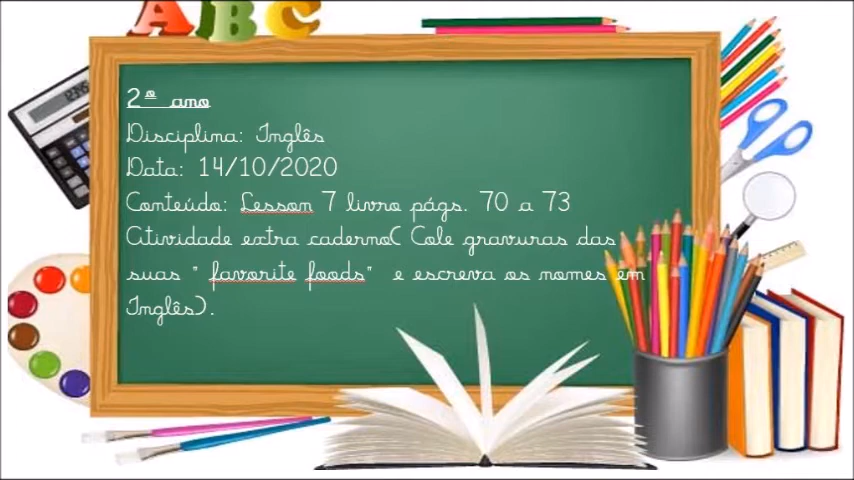 ABC
2º ano
Disciplina: Inglês
Data: 14/10/2020
Conteúdo: Lesson 7 livro págs. 70 a 73
Atividade extra caderno( Cole gravuras das
suas " favorite foods" e escreva os nomes em
Inglês).